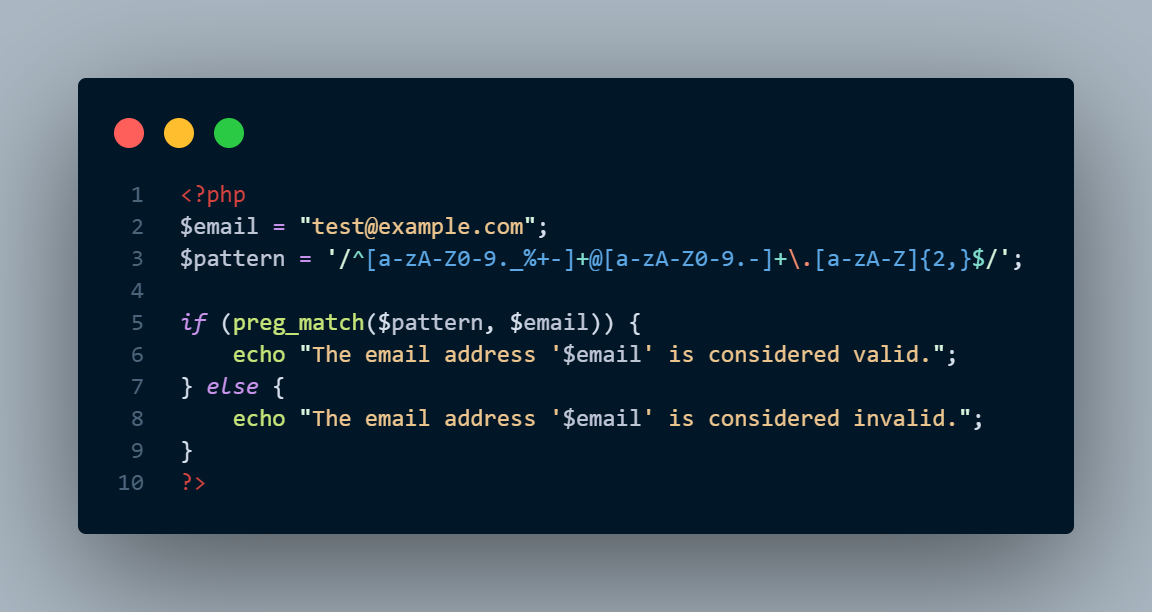 1 <?php
2 $email = "test@example.com";
3 $pattern = '/^[a-zA-Z0-9._%+-]+@[a-zA-Z0-9.-]+\.[a-zA-Z]{2,}$/';
4
5 if (preg_match($pattern, $email)) {
6     echo "The email address '$email' is considered valid.";
7 } else {
8     echo "The email address '$email' is considered invalid.";
9 }
10 ?>